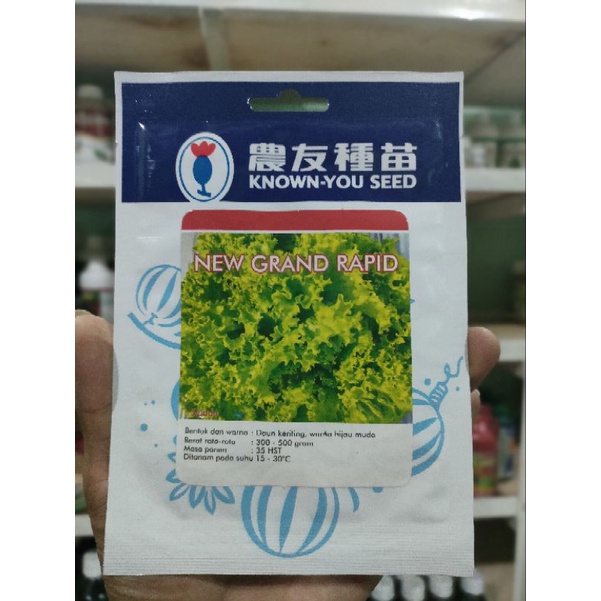 農友種苗
KNOWN-YOU SEED
NEW GRAND RAPID
Bentuk dan warna : Daun keriting, warna hijau muda
Berat rata-rata : 300 - 500 gram
Masa panen : 35 HST
Ditanam pada suhu 15 - 30°C